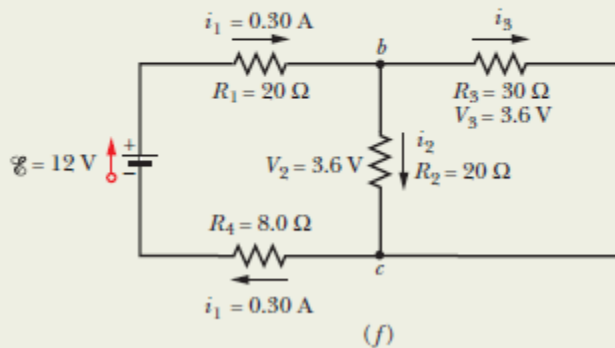 i₁ = 0.30 A
i₃
b
R₁ = 20 Ω
R₃ = 30 Ω
V₃ = 3.6 V
+
ℰ = 12 V
–
i₂
V₂ = 3.6 V
R₂ = 20 Ω
R₄ = 8.0 Ω
c
i₁ = 0.30 A
(f)